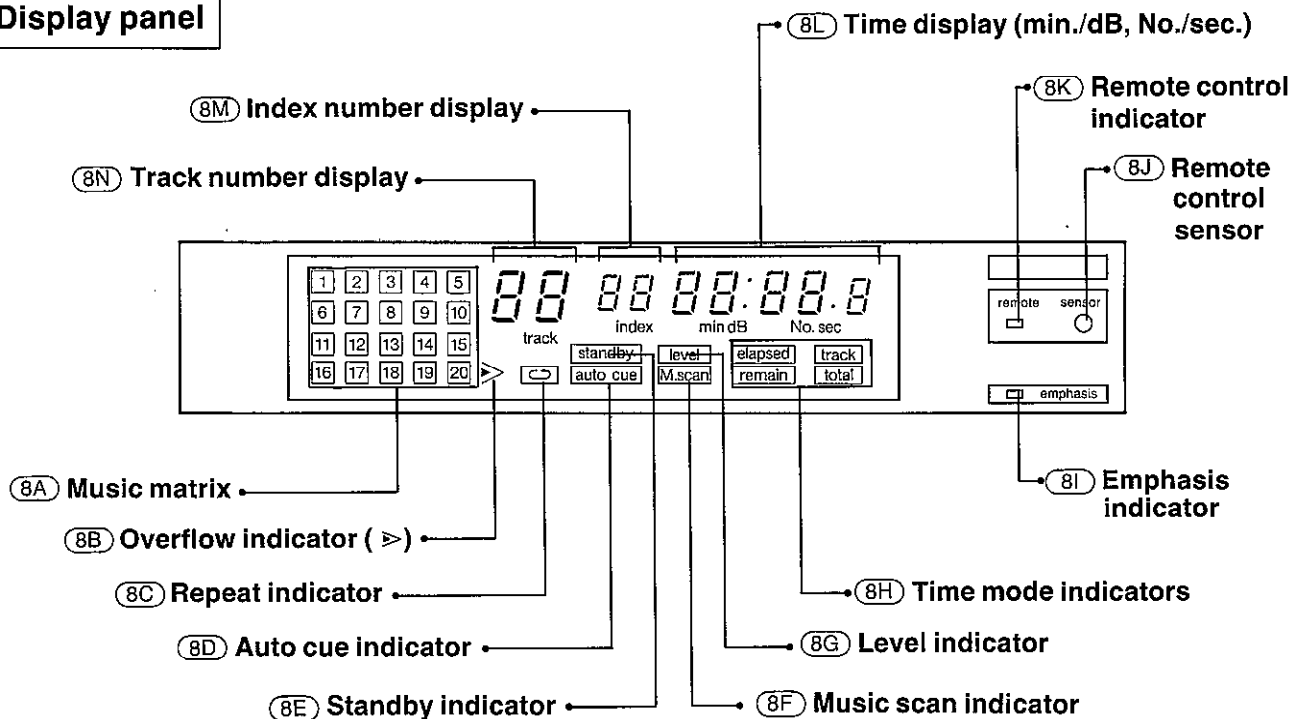 Display panel
8L Time display (min./dB, No./sec.)
8K Remote control
indicator
8M Index number display
8J Remote
control
sensor
8N Track number display
1 2 3 4 5
6 7 8 9 10
11 12 13 14 15
16 17 18 19 20
88 88 88:88.8
track index min dB No. sec
standby level elapsed track
auto cue M.scan remain total
remote sensor
emphasis
8A Music matrix
8I Emphasis
indicator
8B Overflow indicator ( ⩥)
8C Repeat indicator
8H Time mode indicators
8D Auto cue indicator
8G Level indicator
8E Standby indicator
8F Music scan indicator